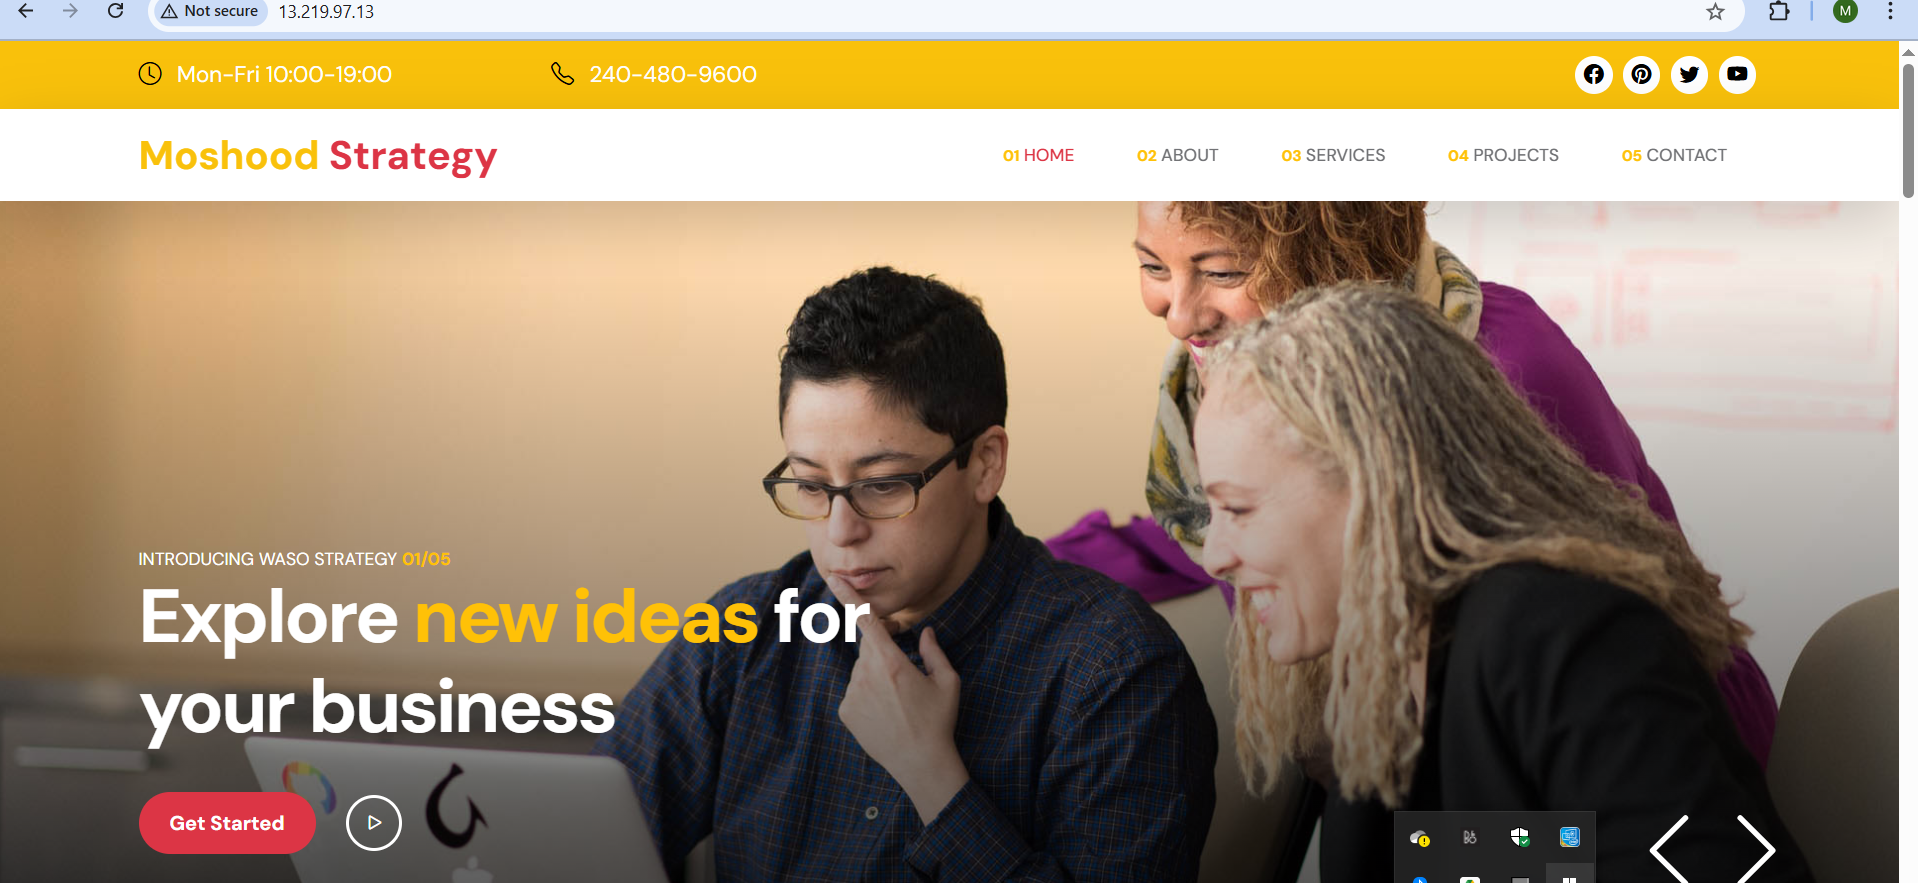 Not secure 13.219.97.13
M
Mon-Fri 10:00-19:00 240-480-9600
Moshood Strategy
01 HOME 02 ABOUT 03 SERVICES 04 PROJECTS 05 CONTACT
INTRODUCING WASO STRATEGY 01/05
Explore new ideas for
your business
Get Started